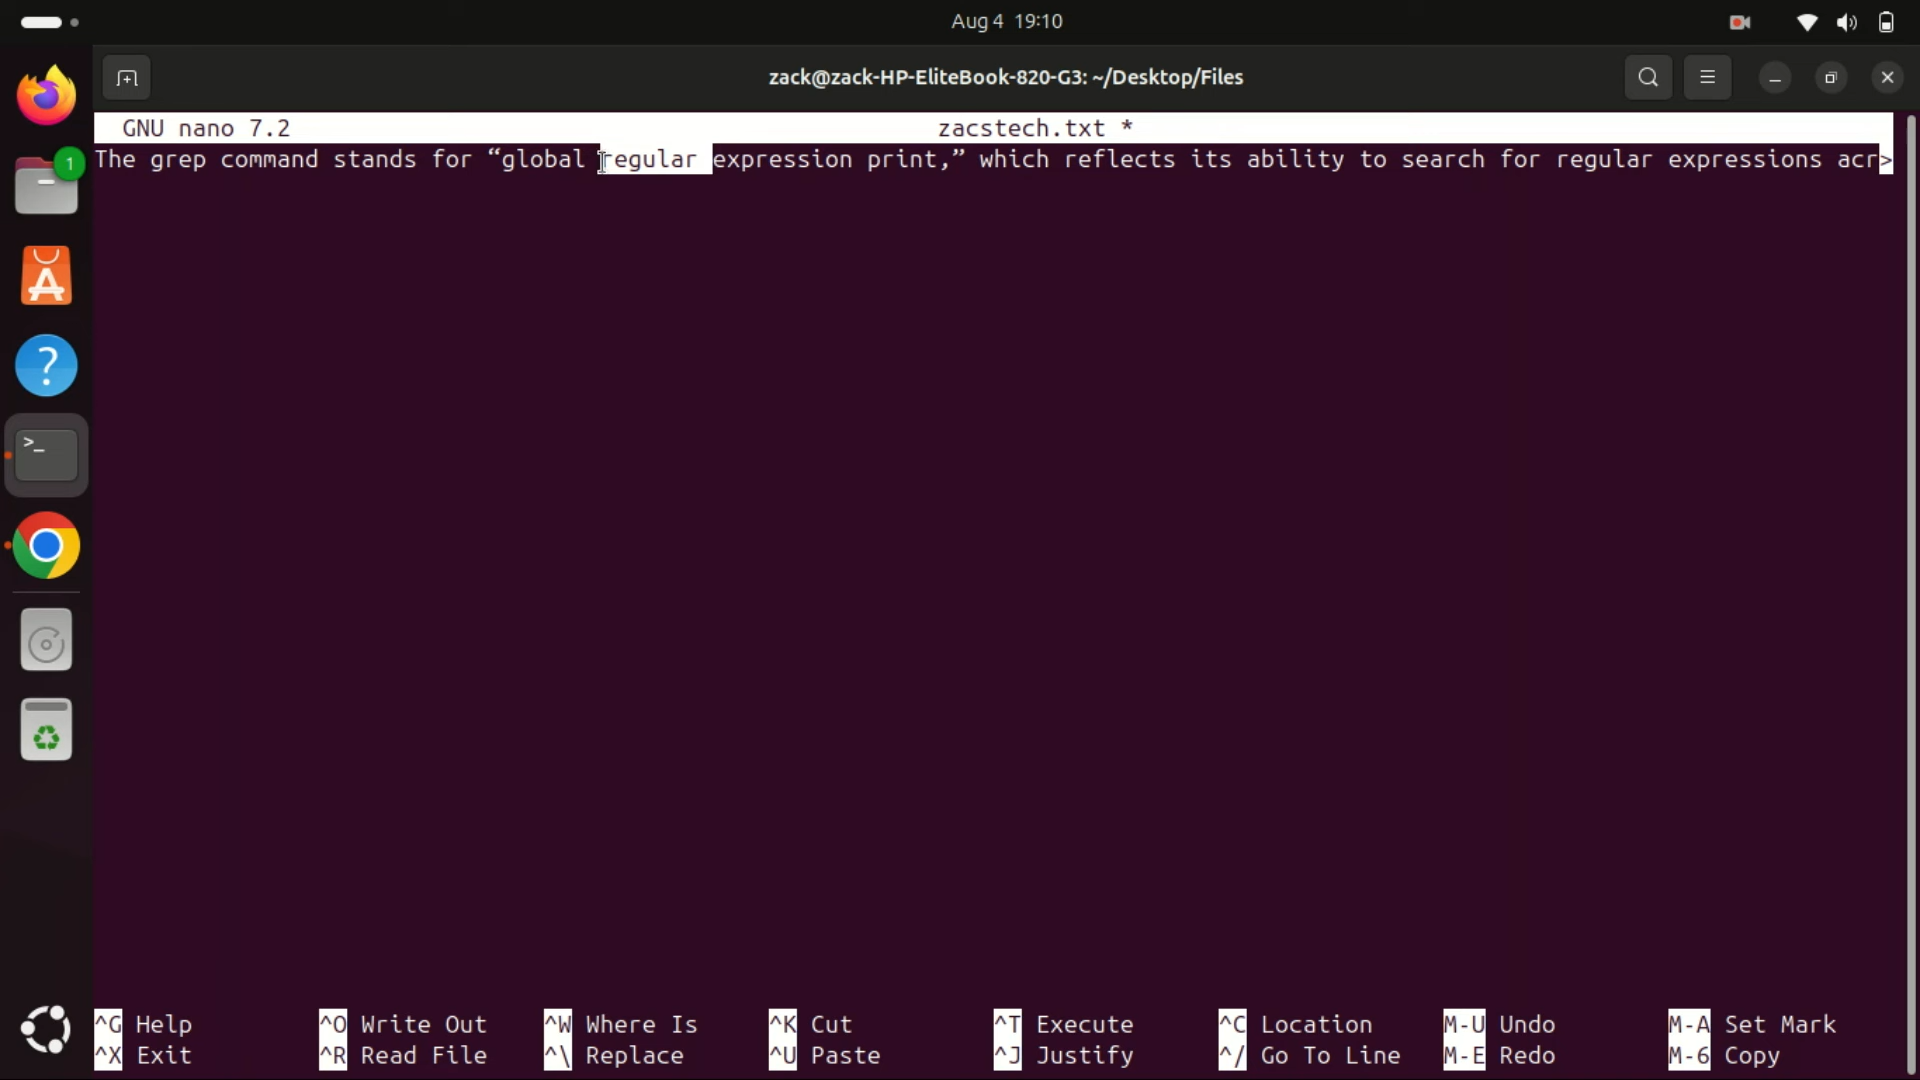 Aug 4 19:10
1
zack@zack-HP-EliteBook-820-G3: ~/Desktop/Files
GNU nano 7.2 zacstech.txt *
The grep command stands for “global regular expression print,” which reflects its ability to search for regular expressions acr>
^G Help ^O Write Out ^W Where Is ^K Cut ^T Execute ^C Location M-U Undo M-A Set Mark
^X Exit ^R Read File ^\ Replace ^U Paste ^J Justify ^/ Go To Line M-E Redo M-6 Copy